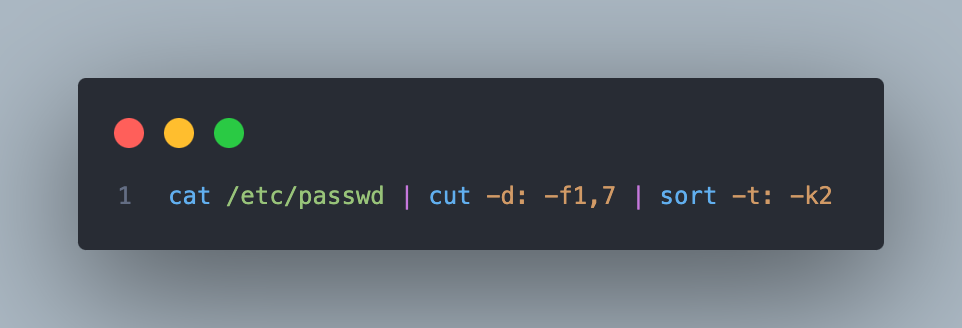 1 cat /etc/passwd | cut -d: -f1,7 | sort -t: -k2